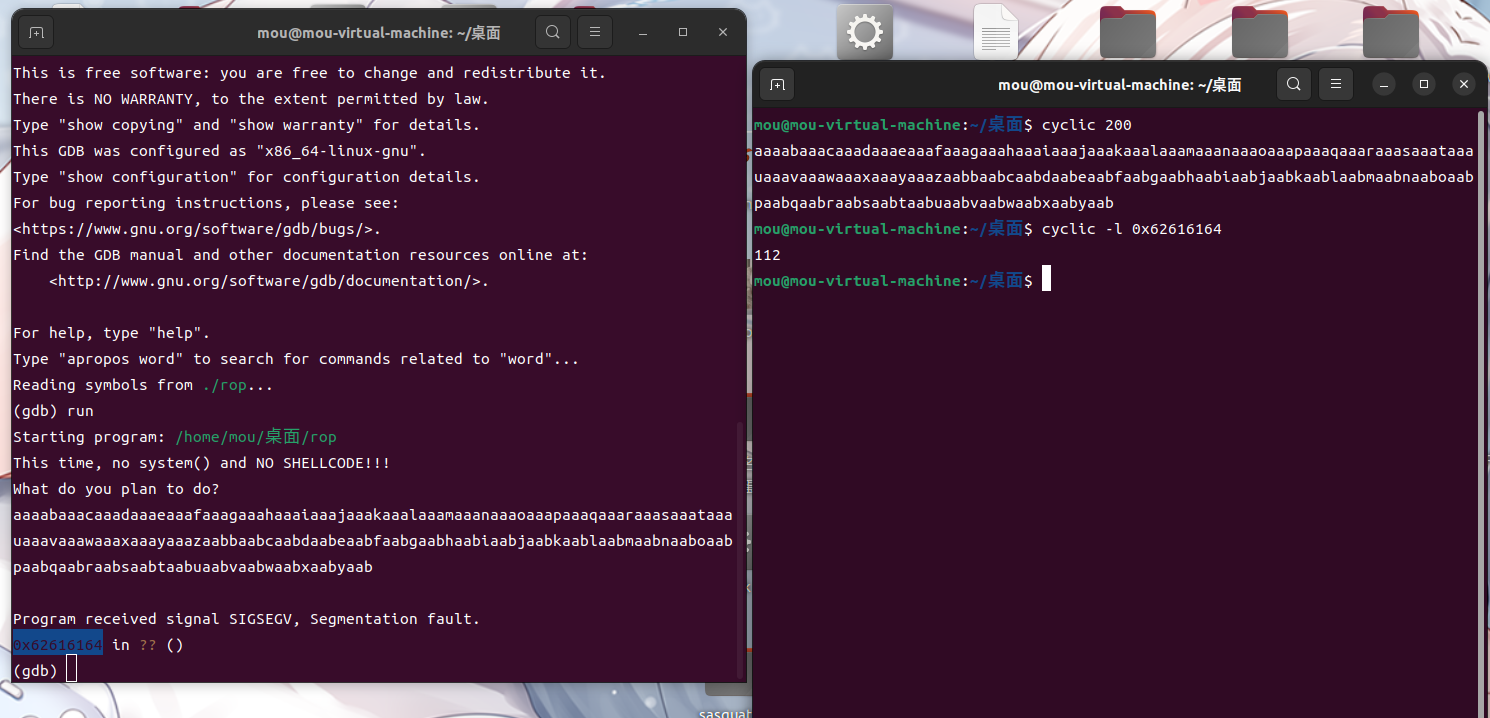 mou@mou-virtual-machine: ~/桌面
This is free software: you are free to change and redistribute it.
There is NO WARRANTY, to the extent permitted by law.
Type "show copying" and "show warranty" for details.
This GDB was configured as "x86_64-linux-gnu".
Type "show configuration" for configuration details.
For bug reporting instructions, please see:
<https://www.gnu.org/software/gdb/bugs/>.
Find the GDB manual and other documentation resources online at:
    <http://www.gnu.org/software/gdb/documentation/>.
For help, type "help".
Type "apropos word" to search for commands related to "word"...
Reading symbols from ./rop...
(gdb) run
Starting program: /home/mou/桌面/rop
This time, no system() and NO SHELLCODE!!!
What do you plan to do?
aaaabaaacaaadaaaeaaafaaagaaahaaaiaaajaaakaaalaaamaaanaaaoaaapaaaqaaaraaasaaataaa
uaaavaaawaaaxaaayaaazaabbaabcaabdaabeaabfaabgaabhaabiaabjaabkaablaabmaabnaaboaab
paabqaabraabsaabtaabuaabvaabwaabxaabyaab
Program received signal SIGSEGV, Segmentation fault.
0x62616164 in ?? ()
(gdb)
mou@mou-virtual-machine: ~/桌面
mou@mou-virtual-machine:~/桌面$ cyclic 200
aaaabaaacaaadaaaeaaafaaagaaahaaaiaaajaaakaaalaaamaaanaaaoaaapaaaqaaaraaasaaataaa
uaaavaaawaaaxaaayaaazaabbaabcaabdaabeaabfaabgaabhaabiaabjaabkaablaabmaabnaaboaab
paabqaabraabsaabtaabuaabvaabwaabxaabyaab
mou@mou-virtual-machine:~/桌面$ cyclic -l 0x62616164
112
mou@mou-virtual-machine:~/桌面$